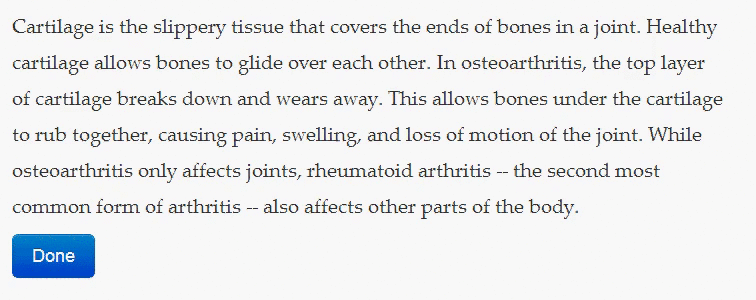 Cartilage is the slippery tissue that covers the ends of bones in a joint. Healthy
cartilage allows bones to glide over each other. In osteoarthritis, the top layer
of cartilage breaks down and wears away. This allows bones under the cartilage
to rub together, causing pain, swelling, and loss of motion of the joint. While
osteoarthritis only affects joints, rheumatoid arthritis -- the second most
common form of arthritis -- also affects other parts of the body.
Done